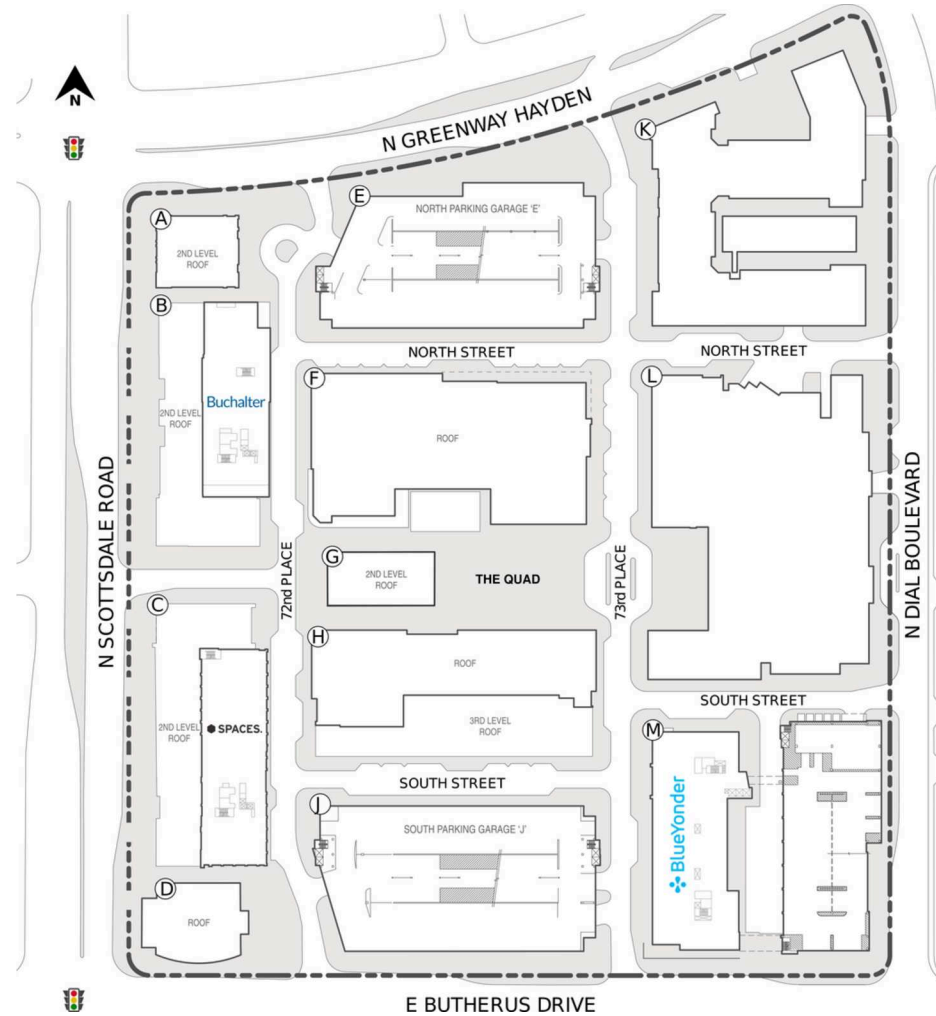 N GREENWAY HAYDEN
N
K
A
E
NORTH PARKING GARAGE 'E'
2ND LEVEL
ROOF
B
NORTH STREET
NORTH STREET
F
L
Buchalter
2ND LEVEL
ROOF
ROOF
N SCOTTSDALE ROAD
N DIAL BOULEVARD
72nd PLACE
73rd PLACE
G
2ND LEVEL
ROOF
THE QUAD
C
H
ROOF
SOUTH STREET
2ND LEVEL
ROOF
SPACES.
3RD LEVEL
ROOF
M
SOUTH STREET
J
SOUTH PARKING GARAGE 'J'
BlueYonder
D
ROOF
E BUTHERUS DRIVE